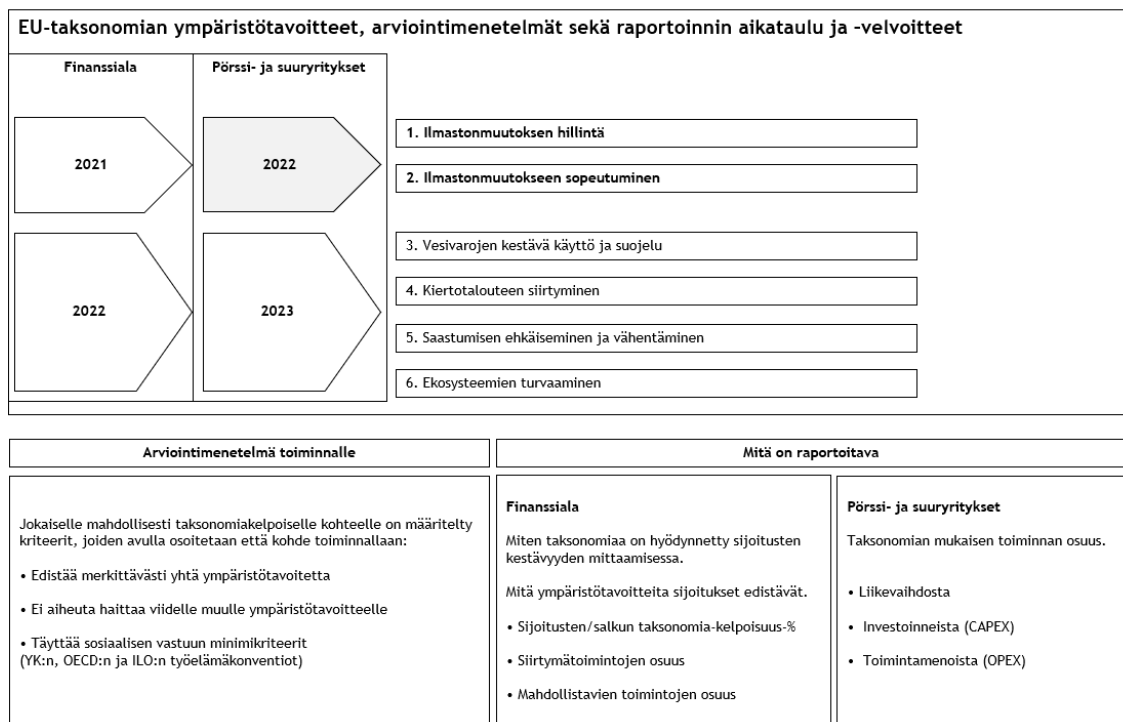 EU-taksonomian ympäristötavoitteet, arviointimenetelmät sekä raportoinnin aikataulu ja -velvoitteet
Finanssiala
Pörssi- ja suuryritykset
2021
2022
1. Ilmastonmuutoksen hillintä
2. Ilmastonmuutokseen sopeutuminen
2022
2023
3. Vesivarojen kestävä käyttö ja suojelu
4. Kiertotalouteen siirtyminen
5. Saastumisen ehkäiseminen ja vähentäminen
6. Ekosysteemien turvaaminen
Arviointimenetelmä toiminnalle
Jokaiselle mahdollisesti taksonomiakelpoiselle kohteelle on määritelty
kriteerit, joiden avulla osoitetaan että kohde toiminnallaan:
• Edistää merkittävästi yhtä ympäristötavoitetta
• Ei aiheuta haittaa viidelle muulle ympäristötavoitteelle
• Täyttää sosiaalisen vastuun minimikriteerit
(YK:n, OECD:n ja ILO:n työelämäkonventiot)
Mitä on raportoitava
Finanssiala
Miten taksonomiaa on hyödynnetty sijoitusten
kestävyyden mittaamisessa.
Mitä ympäristötavoitteita sijoitukset edistävät.
• Sijoitusten/salkun taksonomia-kelpoisuus-%
• Siirtymätoimintojen osuus
• Mahdollistavien toimintojen osuus
Pörssi- ja suuryritykset
Taksonomian mukaisen toiminnan osuus.
• Liikevaihdosta
• Investoinneista (CAPEX)
• Toimintamenoista (OPEX)